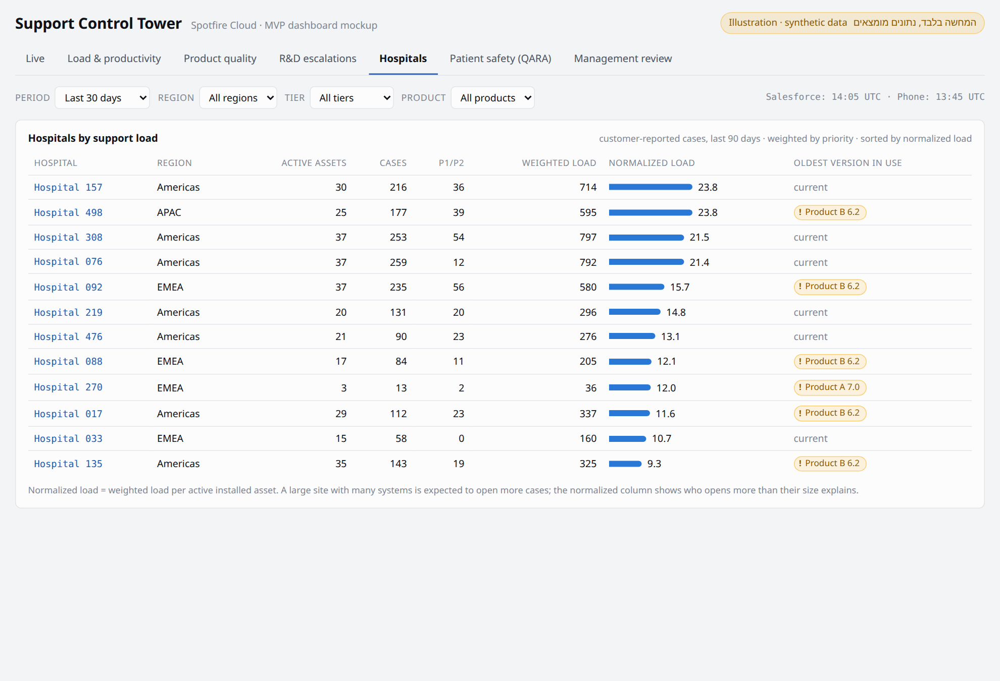 Support Control Tower Spotfire Cloud · MVP dashboard mockup Illustration · synthetic data המחשה בלבד, נתונים מומצאים
Live Load & productivity Product quality R&D escalations Hospitals Patient safety (QARA) Management review
PERIOD Last 30 days REGION All regions TIER All tiers PRODUCT All products Salesforce: 14:05 UTC · Phone: 13:45 UTC
Hospitals by support load customer-reported cases, last 90 days · weighted by priority · sorted by normalized load
HOSPITAL REGION ACTIVE ASSETS CASES P1/P2 WEIGHTED LOAD NORMALIZED LOAD OLDEST VERSION IN USE
Hospital 157 Americas 30 216 36 714 23.8 current
Hospital 498 APAC 25 177 39 595 23.8 ! Product B 6.2
Hospital 308 Americas 37 253 54 797 21.5 current
Hospital 076 Americas 37 259 12 792 21.4 current
Hospital 092 EMEA 37 235 56 580 15.7 ! Product B 6.2
Hospital 219 Americas 20 131 20 296 14.8 current
Hospital 476 Americas 21 90 23 276 13.1 current
Hospital 088 EMEA 17 84 11 205 12.1 ! Product B 6.2
Hospital 270 EMEA 3 13 2 36 12.0 ! Product A 7.0
Hospital 017 Americas 29 112 23 337 11.6 ! Product B 6.2
Hospital 033 EMEA 15 58 0 160 10.7 current
Hospital 135 Americas 35 143 19 325 9.3 ! Product B 6.2
Normalized load = weighted load per active installed asset. A large site with many systems is expected to open more cases; the normalized column shows who opens more than their size explains.